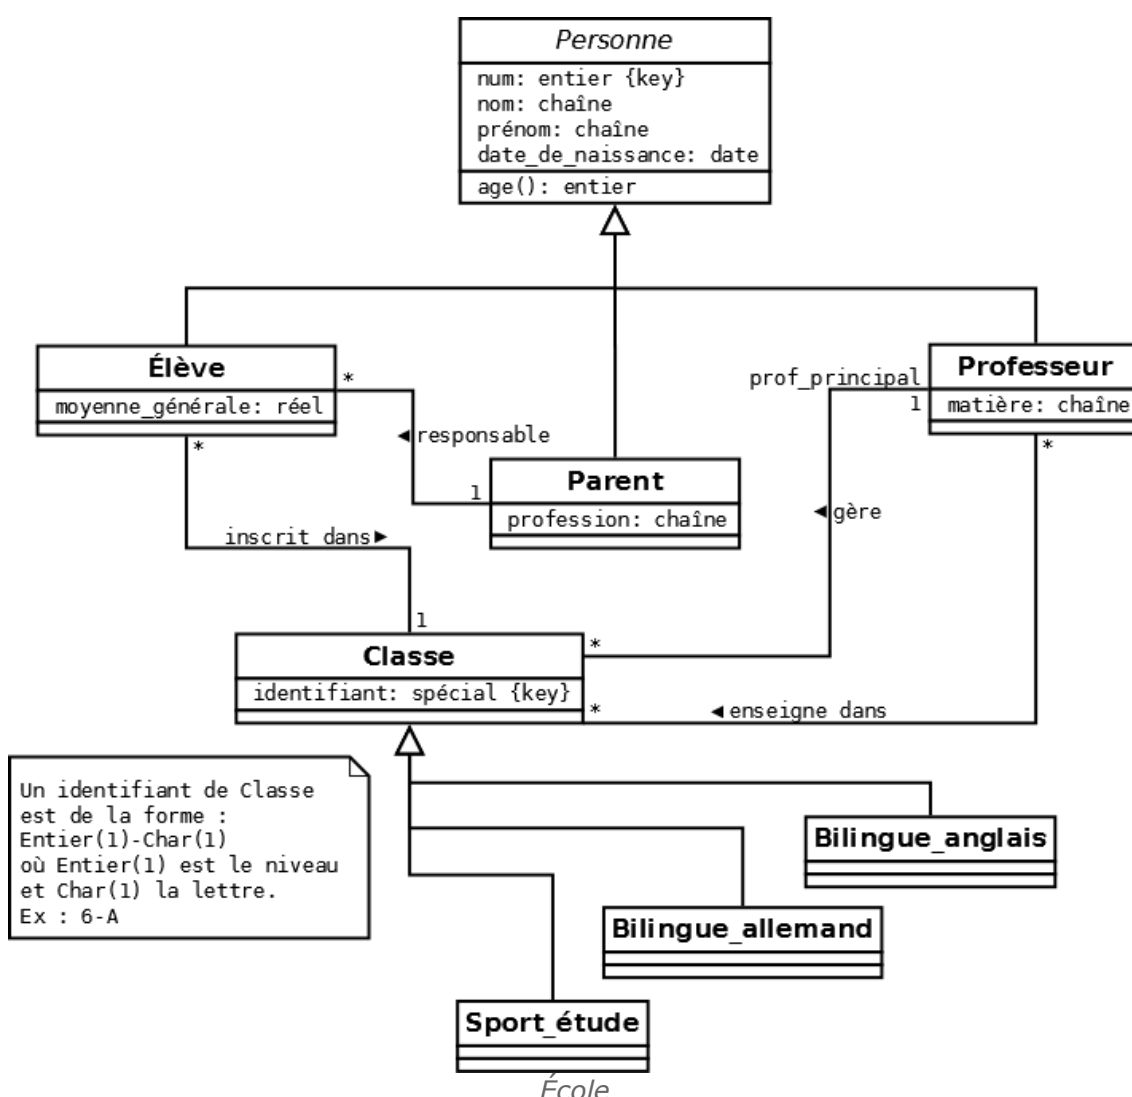 Personne
num: entier {key}
nom: chaîne
prénom: chaîne
date_de_naissance: date
age(): entier
Élève
moyenne_générale: réel
*
*
responsable
1
Parent
profession: chaîne
prof_principal
1
Professeur
matière: chaîne
*
gère
inscrit dans
1
Classe
identifiant: spécial {key}
*
*
enseigne dans
Un identifiant de Classe
est de la forme :
Entier(1)-Char(1)
où Entier(1) est le niveau
et Char(1) la lettre.
Ex : 6-A
Bilingue_anglais
Bilingue_allemand
Sport_étude
École